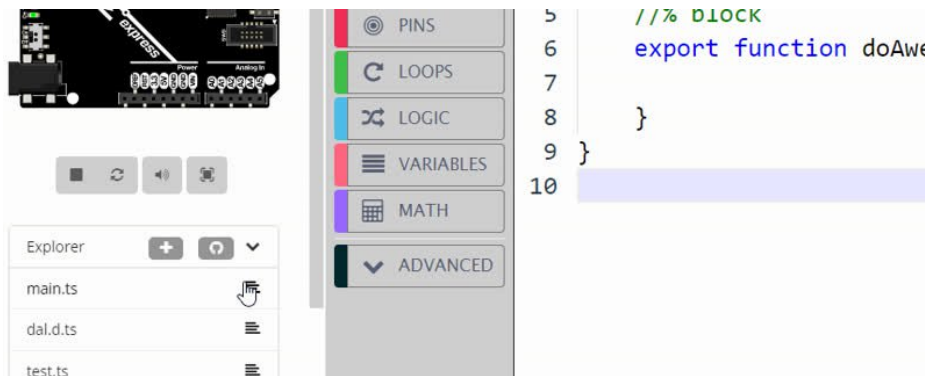 express
Power
Analog In
Explorer
main.ts
dal.d.ts
test.ts
PINS
LOOPS
LOGIC
VARIABLES
MATH
ADVANCED
5 //% block
6 export function doAwe
7
8 }
9 }
10